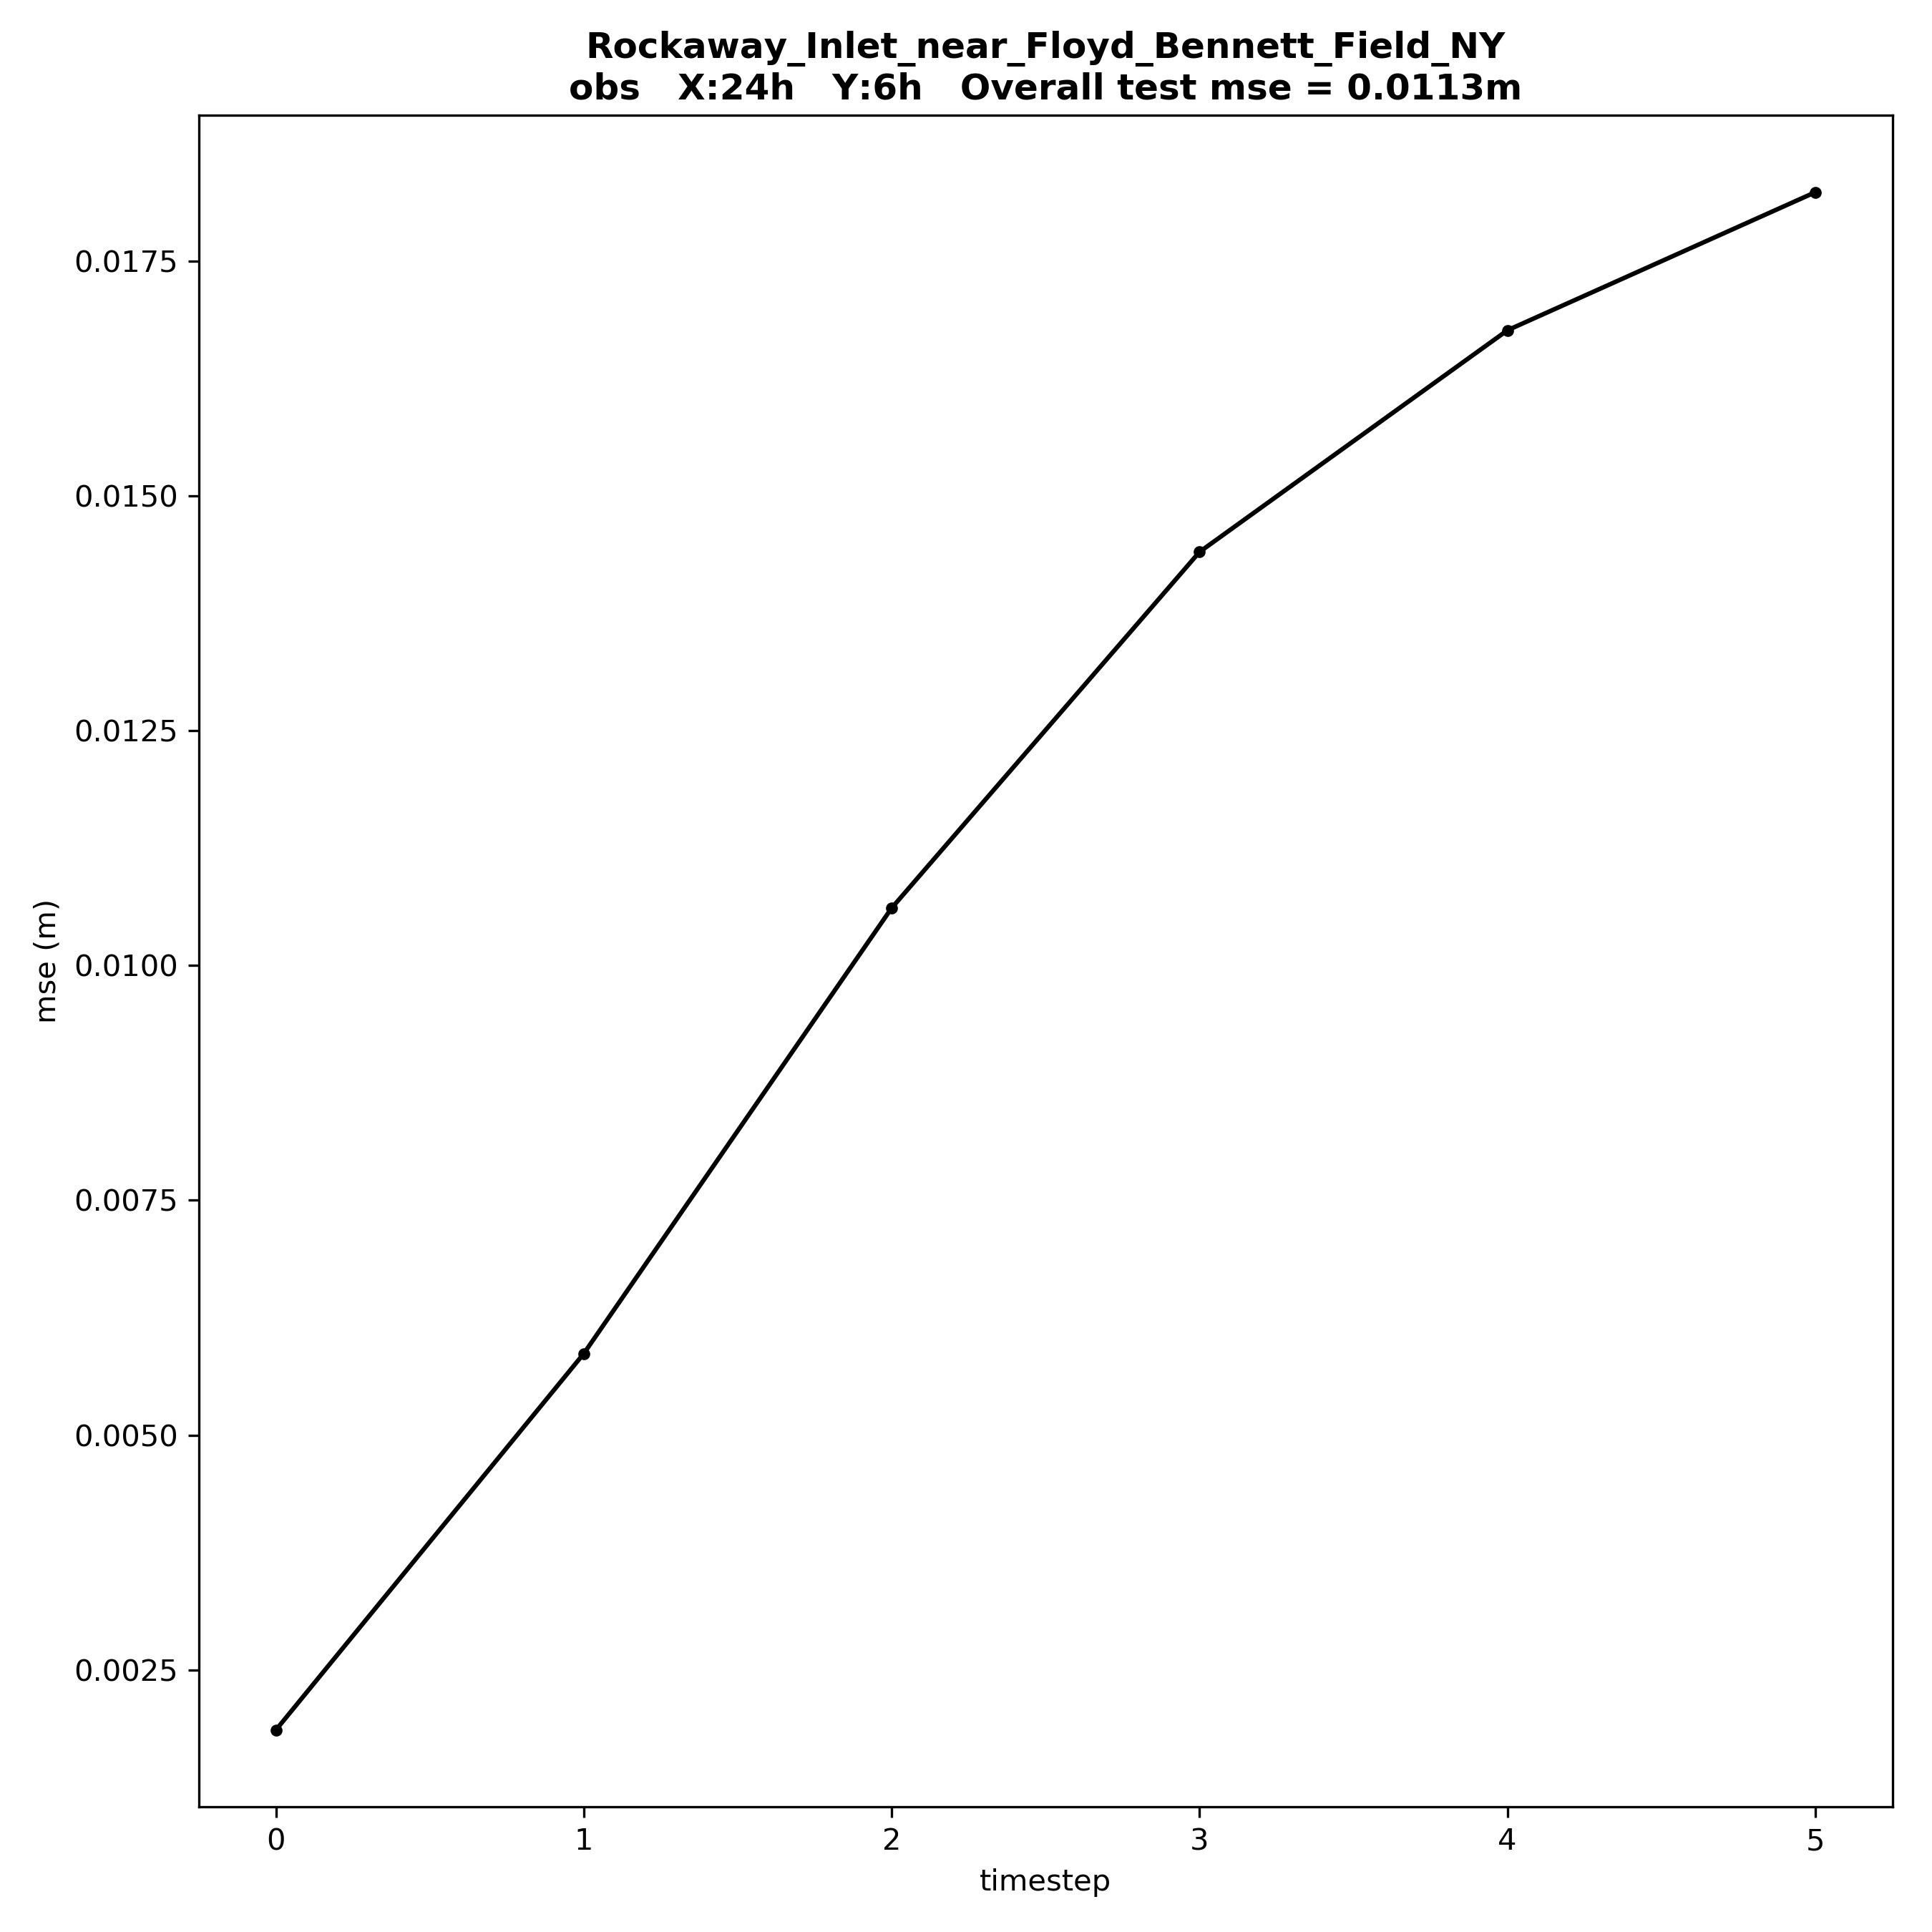 Rockaway_Inlet_near_Floyd_Bennett_Field_NY
obs X:24h Y:6h Overall test mse = 0.0113m
0.0175
0.0150
0.0125
0.0100
0.0075
0.0050
0.0025
mse (m)
0 1 2 3 4 5
timestep